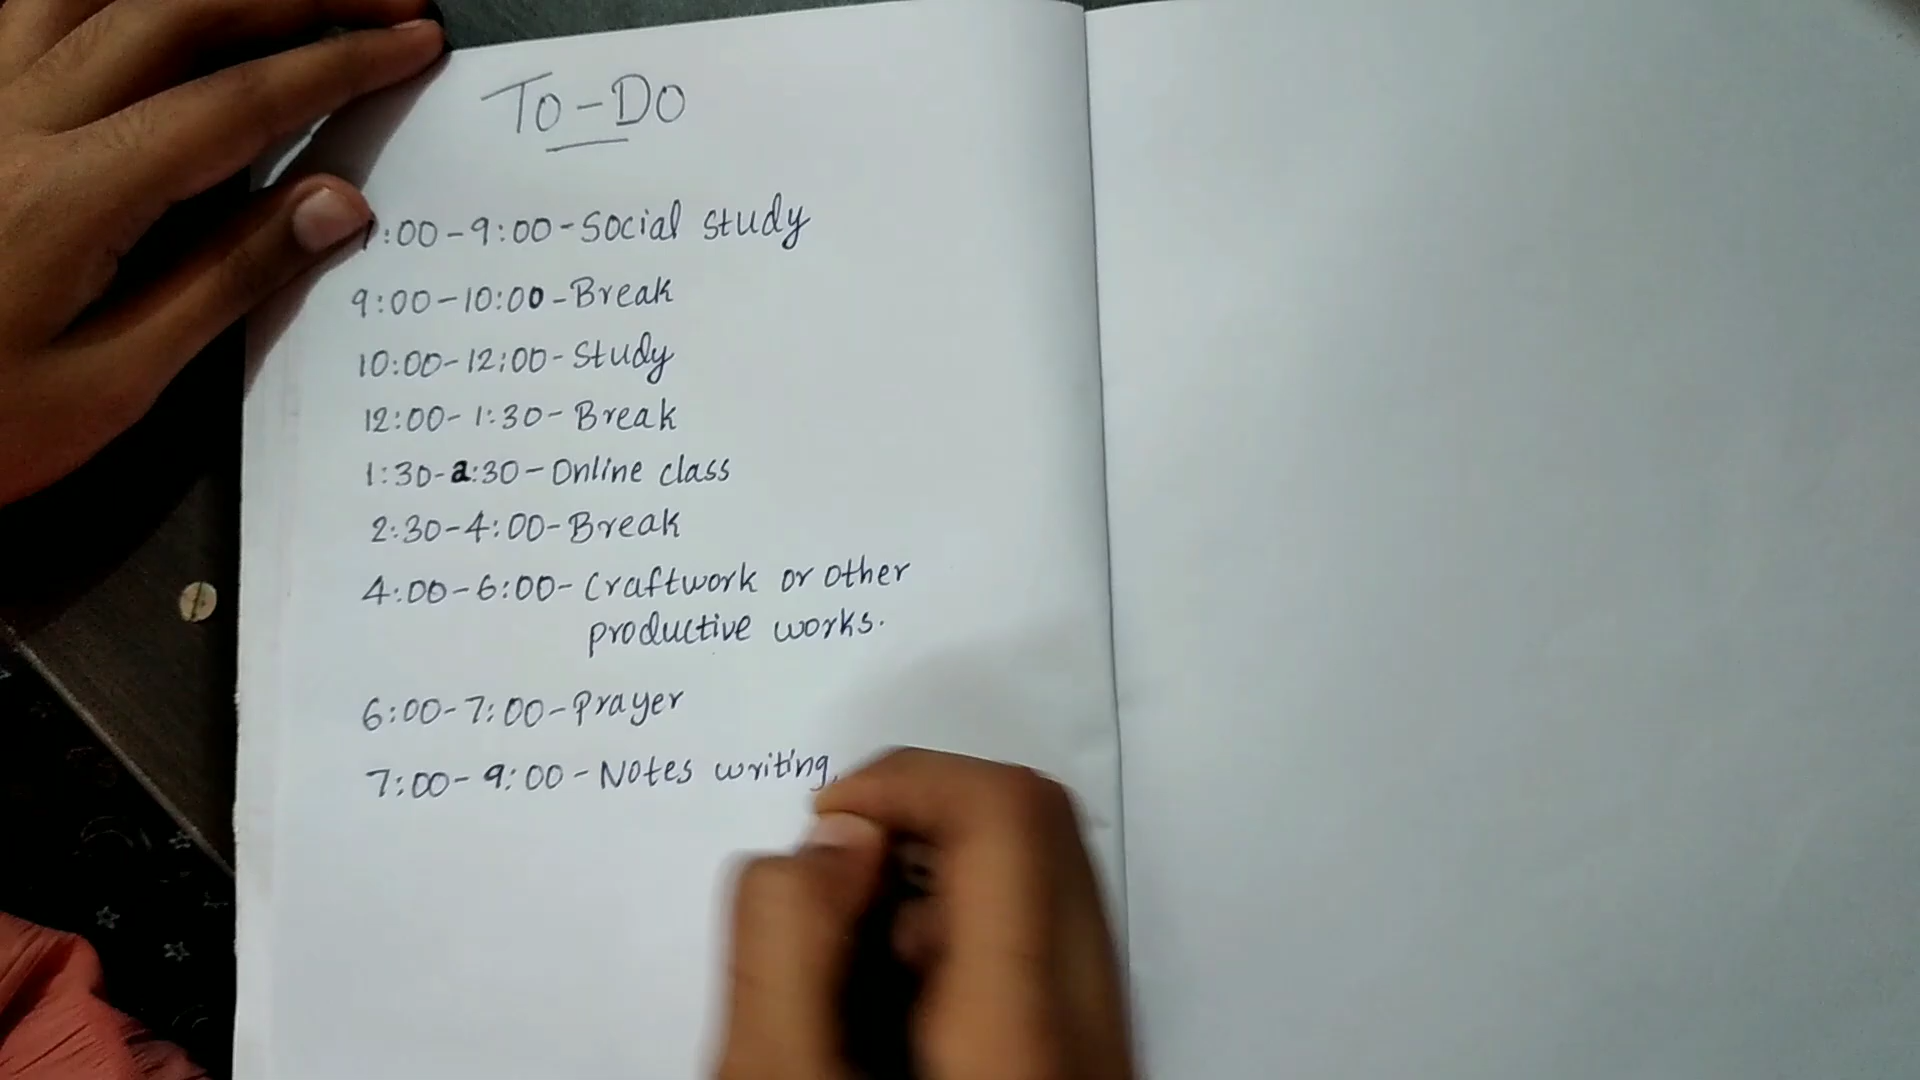 To-Do
:00-9:00-Social study
9:00-10:00-Break
10:00-12:00-Study
12:00-1:30-Break
1:30-2:30-Online class
2:30-4:00-Break
4:00-6:00-Craftwork or other
productive works.
6:00-7:00-Prayer
7:00-9:00-Notes writing.